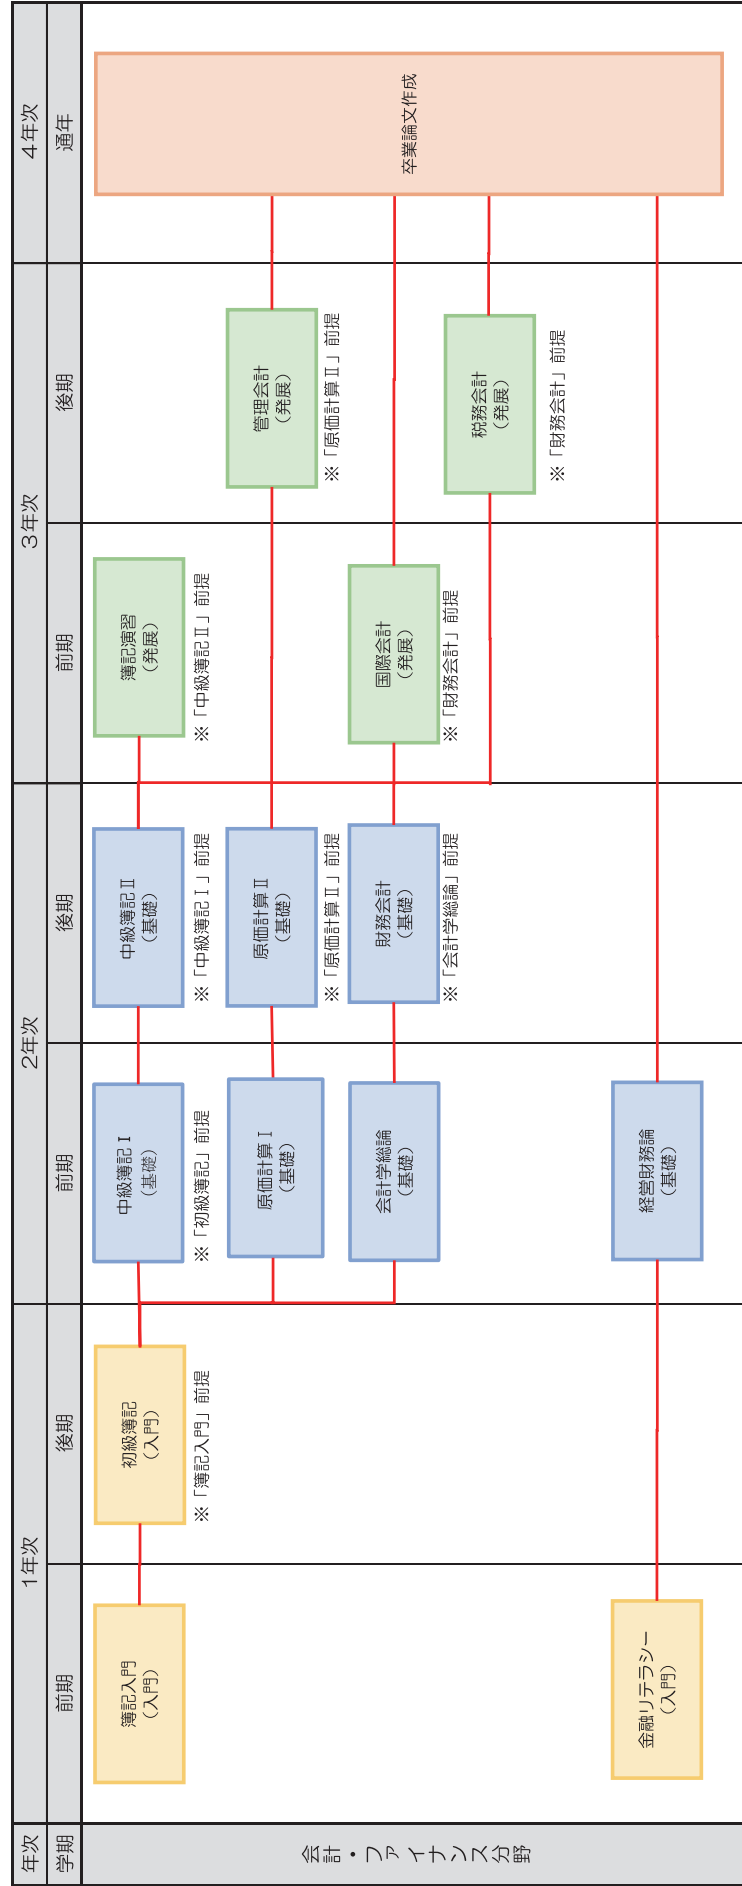 年次
1年次
2年次
3年次
4年次
学期
前期
後期
前期
後期
前期
後期
通年
会計・ファイナンス分野
簿記入門
（入門）
初級簿記
（入門）
※「簿記入門」前提
中級簿記Ⅰ
（基礎）
※「初級簿記」前提
中級簿記Ⅱ
（基礎）
※「中級簿記Ⅰ」前提
簿記演習
（発展）
※「中級簿記Ⅱ」前提
原価計算Ⅰ
（基礎）
原価計算Ⅱ
（基礎）
※「原価計算Ⅱ」前提
管理会計
（発展）
※「原価計算Ⅱ」前提
会計学総論
（基礎）
財務会計
（基礎）
※「会計学総論」前提
国際会計
（発展）
※「財務会計」前提
税務会計
（発展）
※「財務会計」前提
金融リテラシー
（入門）
経営財務論
（基礎）
卒業論文作成